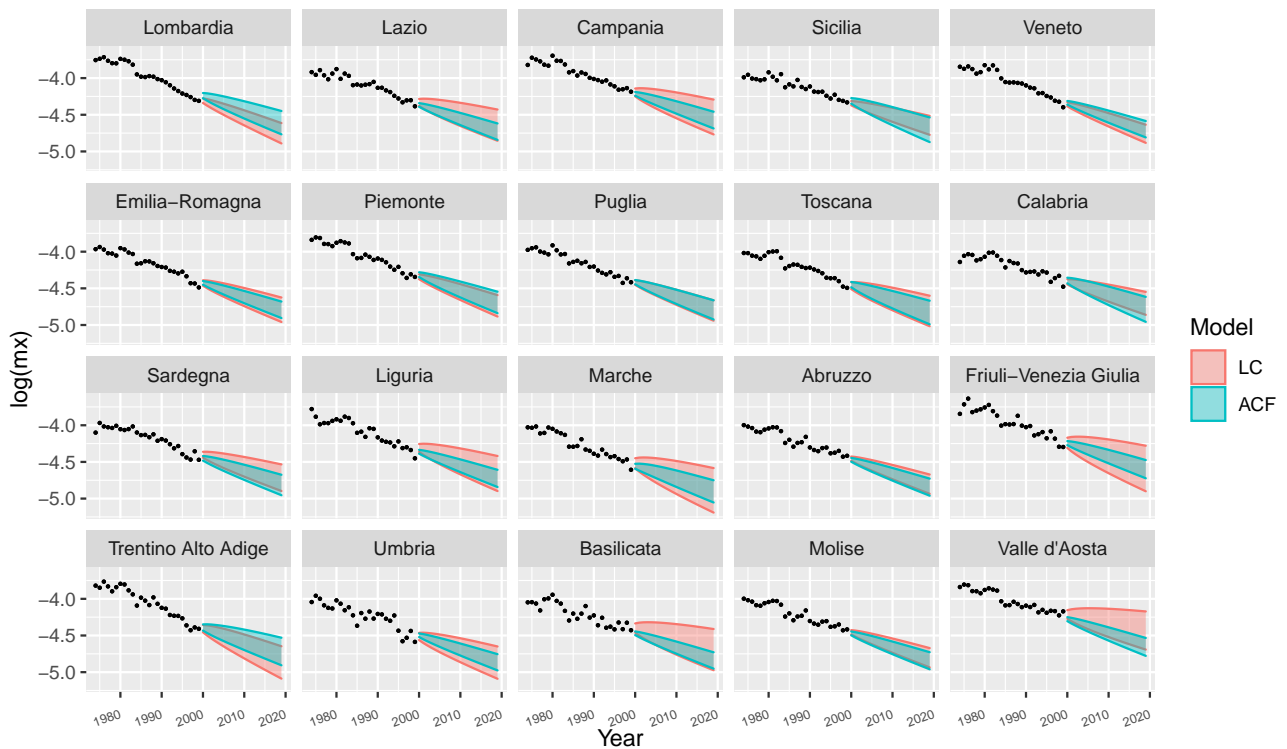 Lombardia Lazio Campania Sicilia Veneto
−4.0
−4.5
−5.0
Emilia−Romagna Piemonte Puglia Toscana Calabria
−4.0
−4.5
−5.0
Sardegna Liguria Marche Abruzzo Friuli−Venezia Giulia
−4.0
−4.5
−5.0
Trentino Alto Adige Umbria Basilicata Molise Valle d'Aosta
−4.0
−4.5
−5.0
1980 1990 2000 2010 2020 1980 1990 2000 2010 2020 1980 1990 2000 2010 2020 1980 1990 2000 2010 2020 1980 1990 2000 2010 2020
Year
log(mx)
Model
LC
ACF